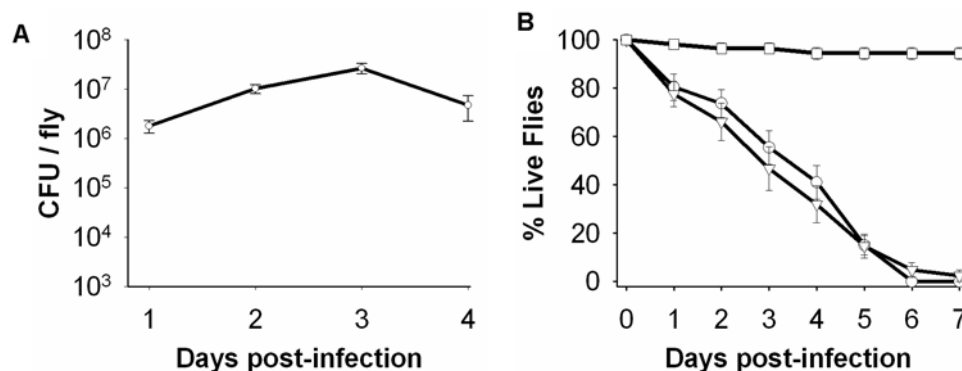 A
CFU / fly
10⁸
10⁷
10⁶
10⁵
10⁴
10³
1 2 3 4
Days post-infection
B
% Live Flies
100
80
60
40
20
0
0 1 2 3 4 5 6 7
Days post-infection